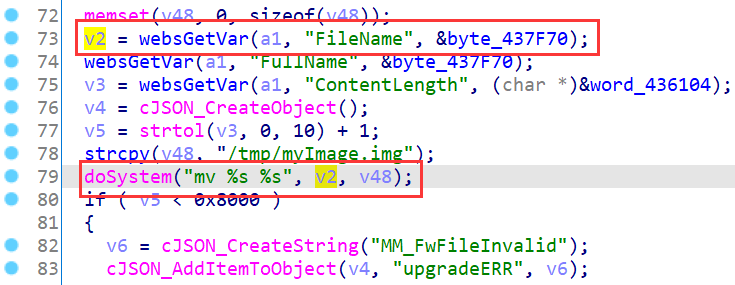 72 memset(v48, 0, sizeof(v48));
73 v2 = websGetVar(a1, "FileName", &byte_437F70);
74 websGetVar(a1, "FullName", &byte_437F70);
75 v3 = websGetVar(a1, "ContentLength", (char *)&word_436104);
76 v4 = cJSON_CreateObject();
77 v5 = strtol(v3, 0, 10) + 1;
78 strcpy(v48, "/tmp/myImage.img");
79 doSystem("mv %s %s", v2, v48);
80 if ( v5 < 0x8000 )
81 {
82 v6 = cJSON_CreateString("MM_FwFileInvalid");
83 cJSON_AddItemToObject(v4, "upgradeERR", v6);